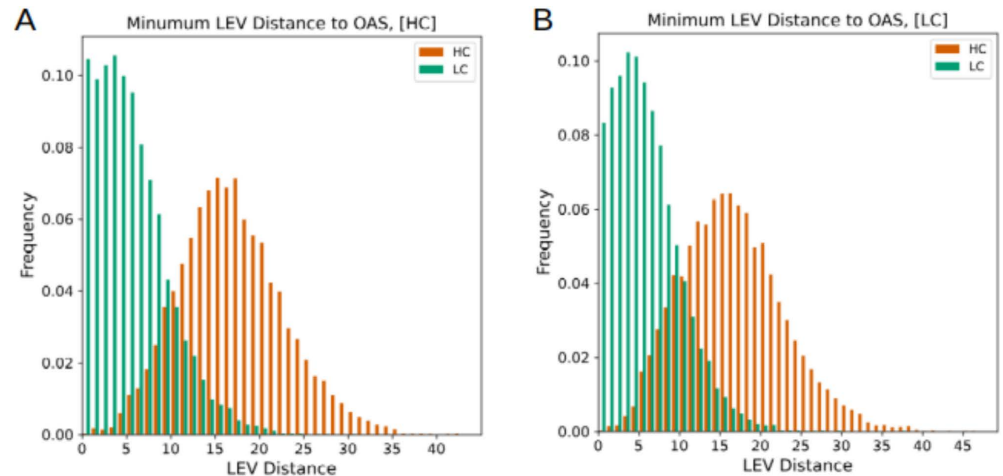 A
Minumum LEV Distance to OAS, [HC]
HC
LC
0.10
0.08
0.06
0.04
0.02
0.00
Frequency
0 5 10 15 20 25 30 35 40
LEV Distance
B
Minimum LEV Distance to OAS, [LC]
HC
LC
0.10
0.08
0.06
0.04
0.02
0.00
Frequency
0 5 10 15 20 25 30 35 40 45
LEV Distance